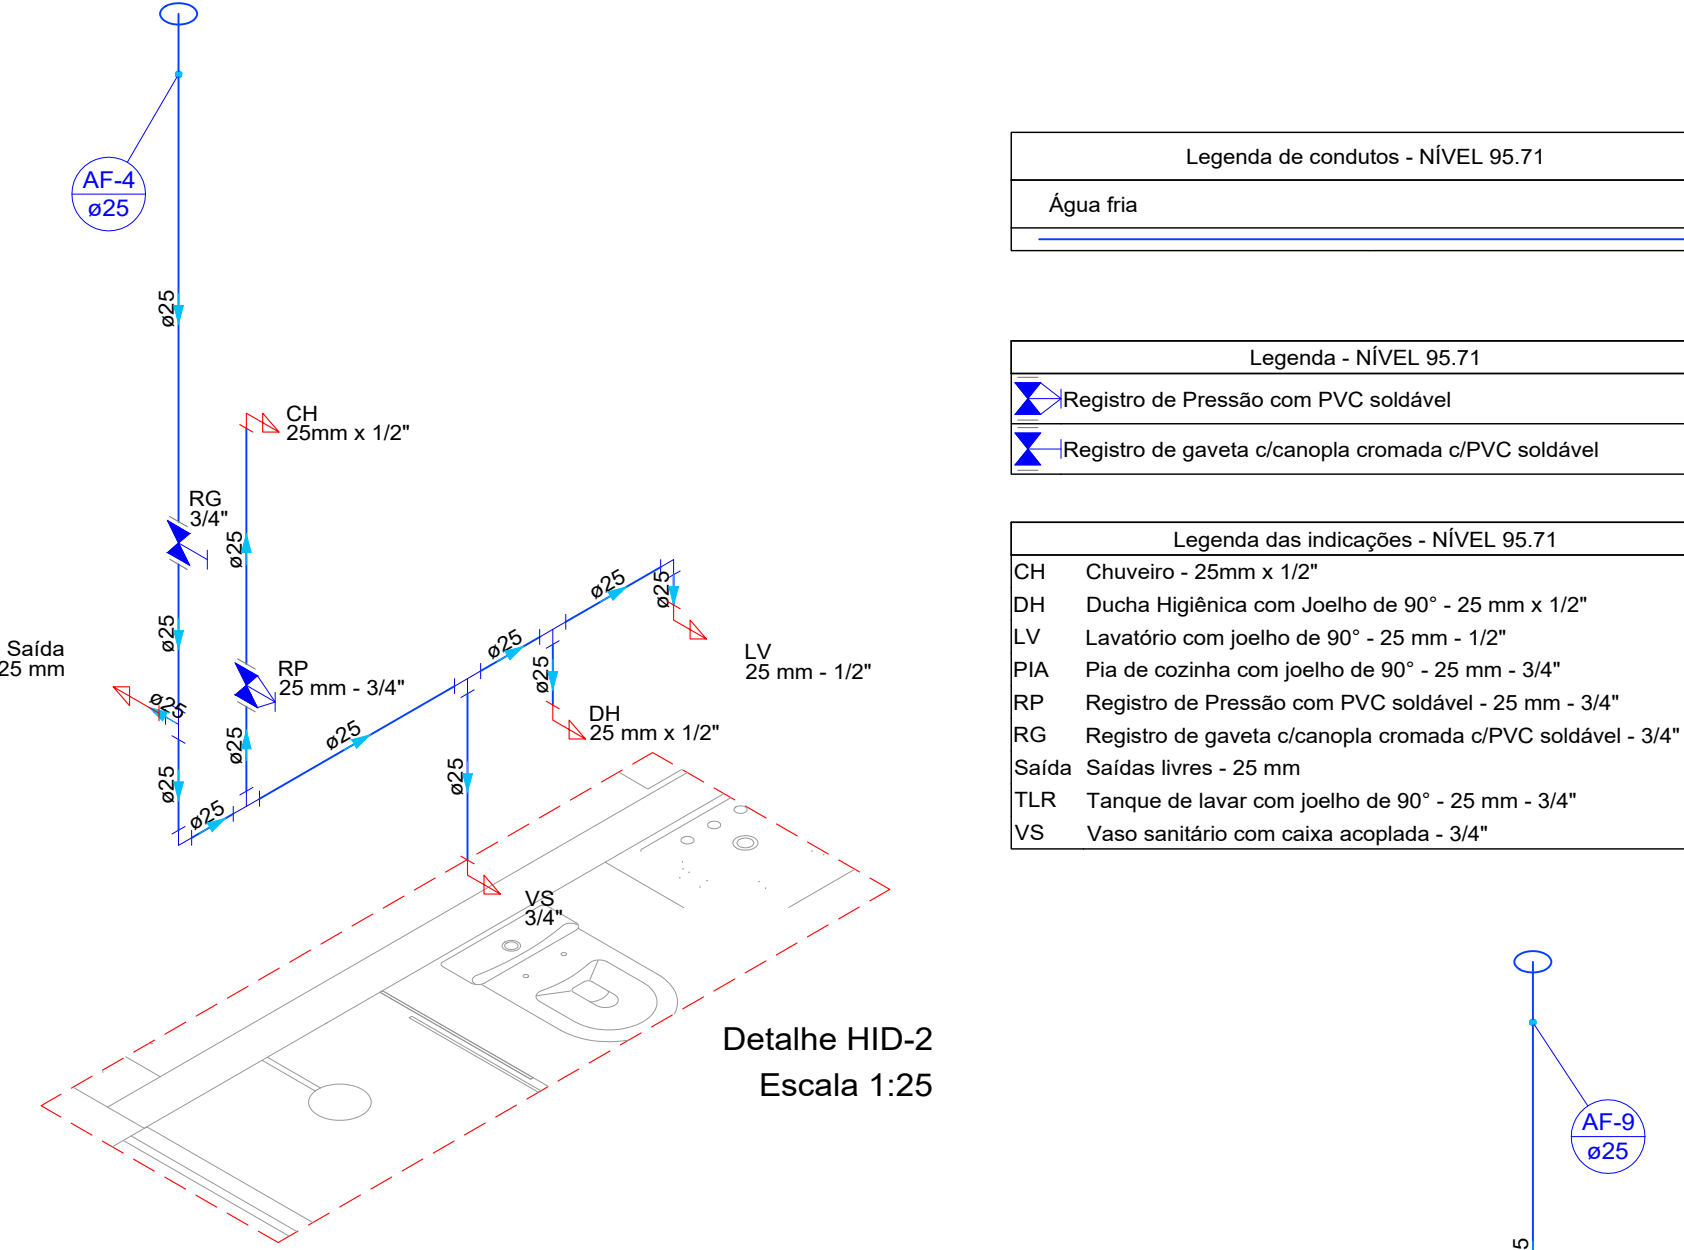 AF-4
ø25
ø25
CH
25mm x 1/2"
RG
3/4"
ø25
ø25
Saída
25 mm
ø25
RP
25 mm - 3/4"
ø25
ø25
ø25
ø25
ø25
ø25
ø25
ø25
LV
25 mm - 1/2"
ø25
DH
25 mm x 1/2"
ø25
VS
3/4"
Detalhe HID-2
Escala 1:25
Legenda de condutos - NÍVEL 95.71
Água fria
Legenda - NÍVEL 95.71
Registro de Pressão com PVC soldável
Registro de gaveta c/canopla cromada c/PVC soldável
Legenda das indicações - NÍVEL 95.71
CH Chuveiro - 25mm x 1/2"
DH Ducha Higiênica com Joelho de 90° - 25 mm x 1/2"
LV Lavatório com joelho de 90° - 25 mm - 1/2"
PIA Pia de cozinha com joelho de 90° - 25 mm - 3/4"
RP Registro de Pressão com PVC soldável - 25 mm - 3/4"
RG Registro de gaveta c/canopla cromada c/PVC soldável - 3/4"
Saída Saídas livres - 25 mm
TLR Tanque de lavar com joelho de 90° - 25 mm - 3/4"
VS Vaso sanitário com caixa acoplada - 3/4"
AF-9
ø25
5